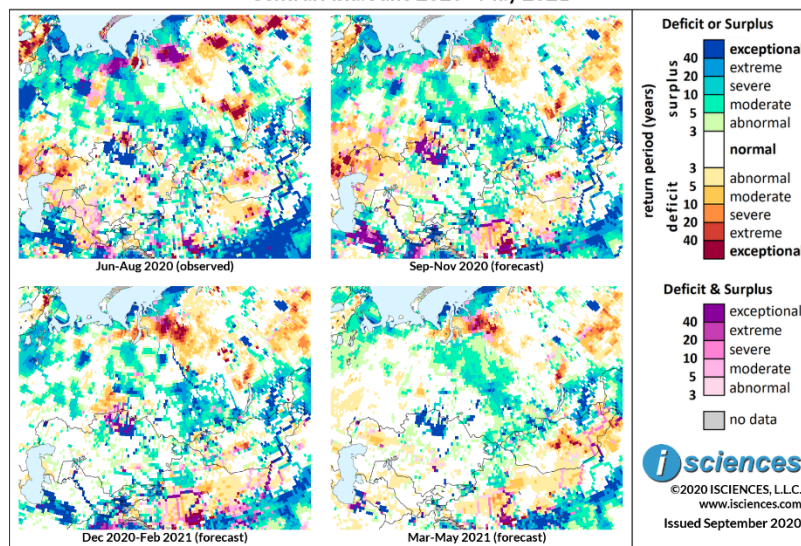 Deficit or Surplus
exceptional
40
extreme
20
severe
10
moderate
5
abnormal
3
normal
3
abnormal
5
moderate
10
severe
20
extreme
40
exceptional
surplus
deficit
return period (years)
Jun-Aug 2020 (observed)
Sep-Nov 2020 (forecast)
Deficit & Surplus
exceptional
40
extreme
20
severe
10
moderate
5
abnormal
3
no data
i sciences
©2020 ISCIENCES, L.L.C.
www.isciences.com
Issued September 2020
Dec 2020-Feb 2021 (forecast)
Mar-May 2021 (forecast)